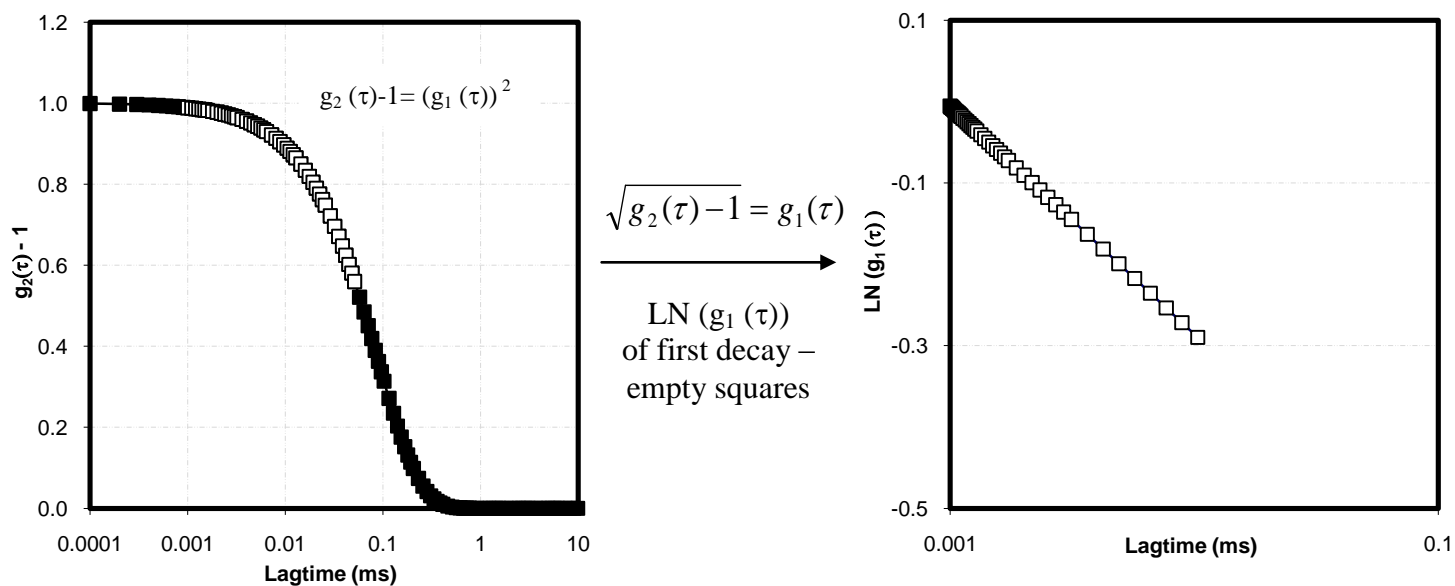 1.2
1.0
0.8
0.6
0.4
0.2
0.0
g₂(τ) - 1
g₂ (τ)-1= (g₁ (τ))²
0.0001 0.001 0.01 0.1 1 10
Lagtime (ms)
√g₂(τ)−1 = g₁(τ)
LN (g₁ (τ))
of first decay –
empty squares
0.1
-0.1
-0.3
-0.5
LN (g₁ (τ))
0.001 0.1
Lagtime (ms)